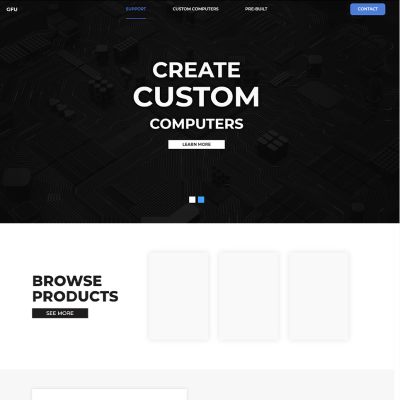 GFU
SUPPORT
CUSTOM COMPUTERS
PRE-BUILT
CONTACT
CREATE
CUSTOM
COMPUTERS
LEARN MORE
BROWSE
PRODUCTS
SEE MORE